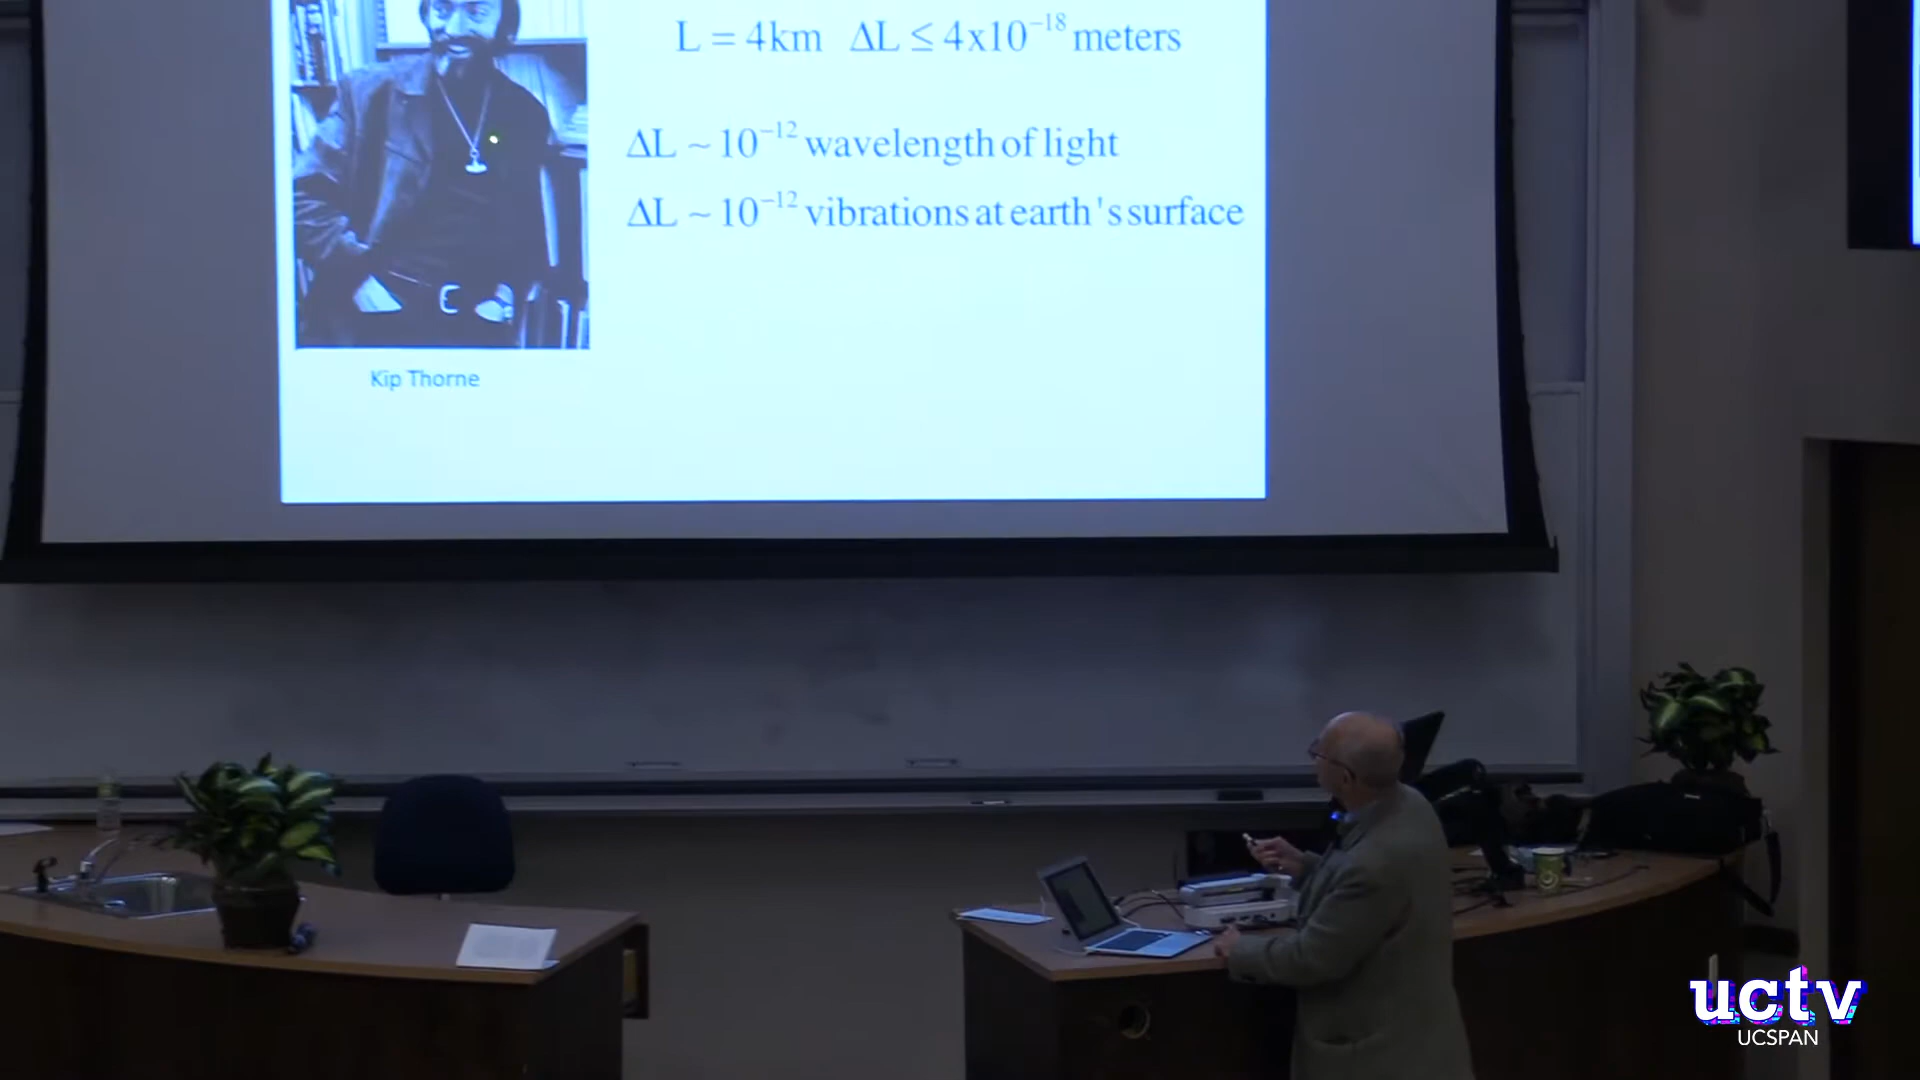 L = 4km ΔL ≤ 4x10⁻¹⁸ meters
ΔL ~ 10⁻¹² wavelength of light
ΔL ~ 10⁻¹² vibrations at earth's surface
Kip Thorne
uctv
UCSPAN